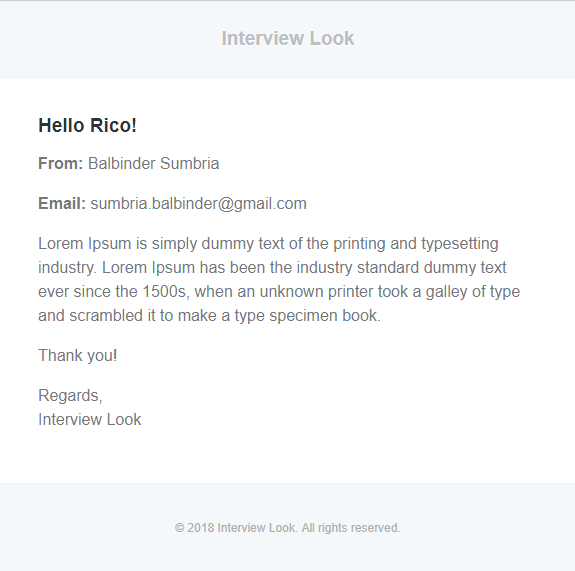 Interview Look
Hello Rico!
From: Balbinder Sumbria
Email: sumbria.balbinder@gmail.com
Lorem Ipsum is simply dummy text of the printing and typesetting
industry. Lorem Ipsum has been the industry standard dummy text
ever since the 1500s, when an unknown printer took a galley of type
and scrambled it to make a type specimen book.
Thank you!
Regards,
Interview Look
© 2018 Interview Look. All rights reserved.